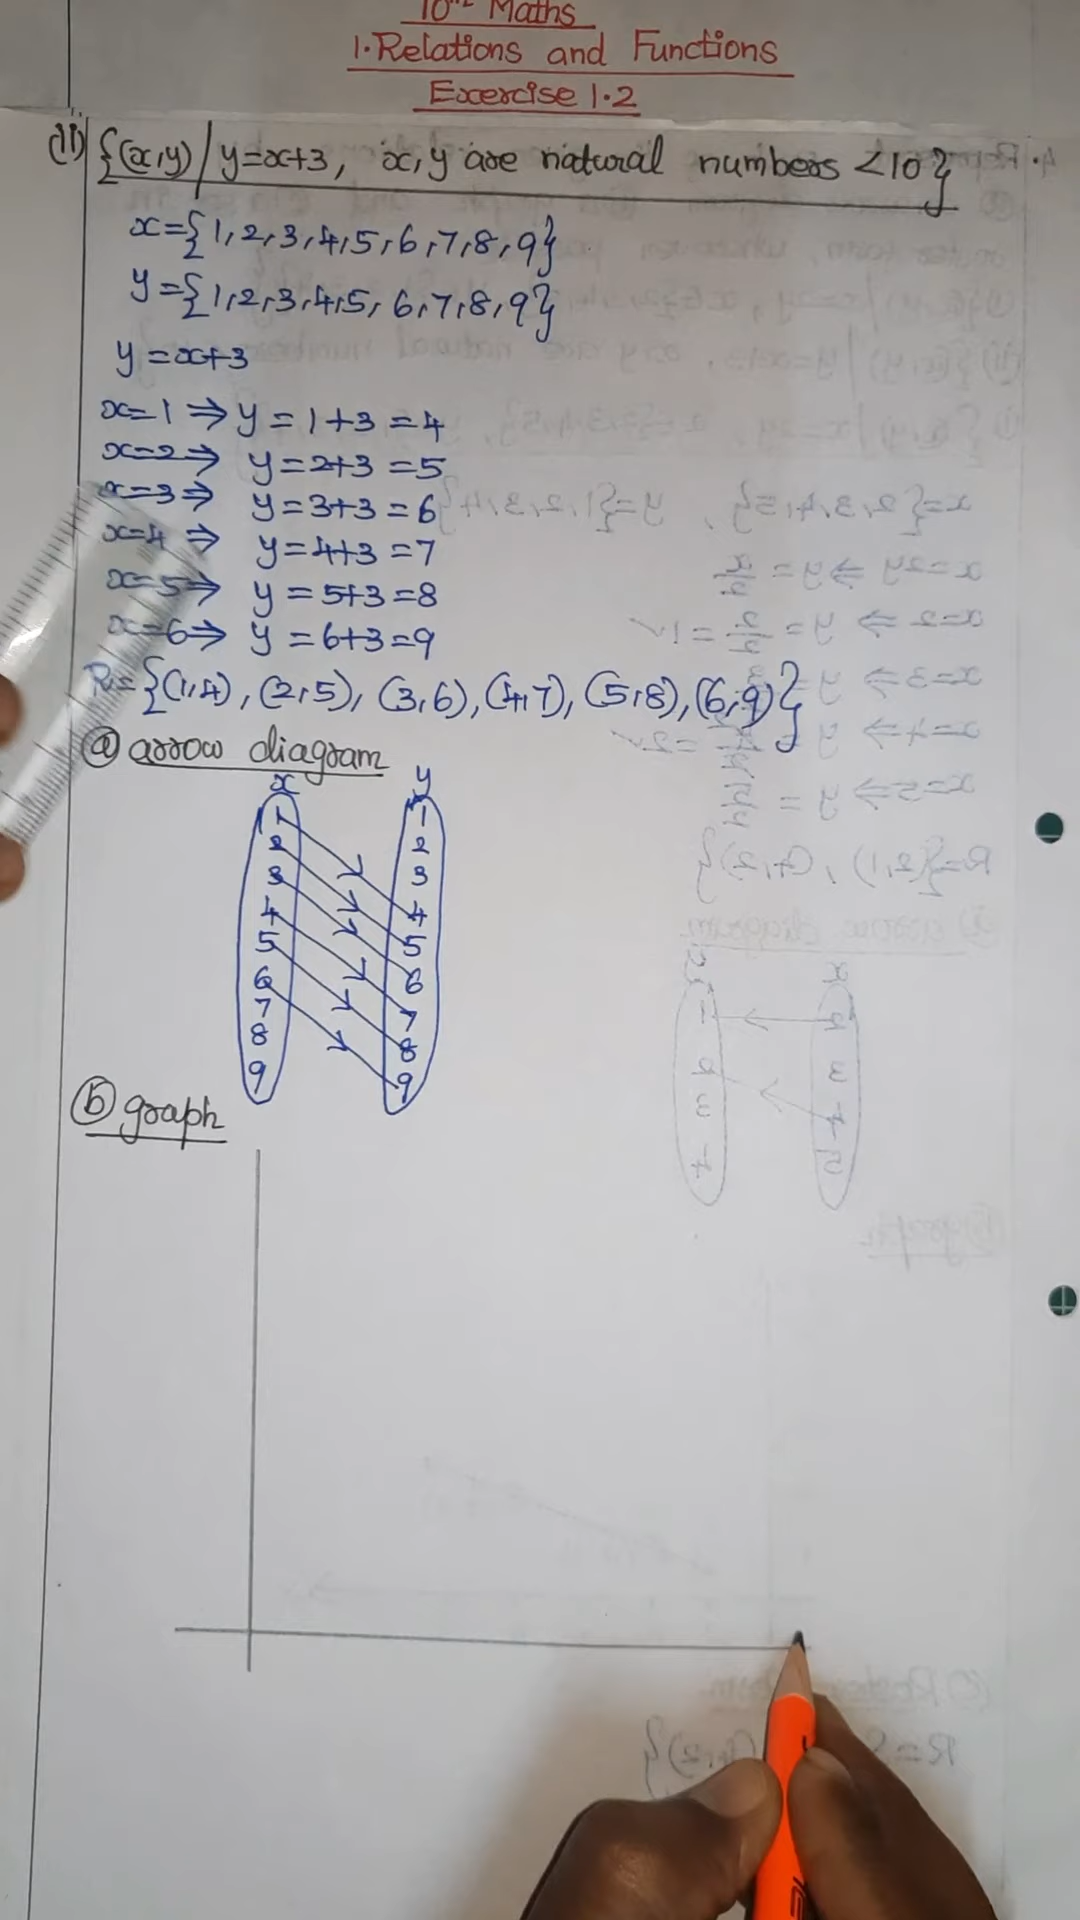 10th Maths
1. Relations and Functions
Exercise 1.2
(ii) {(x,y) / y=x+3, x,y are natural numbers <10}
x={1,2,3,4,5,6,7,8,9}
y={1,2,3,4,5,6,7,8,9}
y=x+3
x=1 ⇒ y = 1+3 = 4
x=2 ⇒ y=2+3 =5
x=3 ⇒ y=3+3=6
x=4 ⇒ y=4+3 =7
x=5 ⇒ y = 5+3=8
x=6 ⇒ y = 6+3=9
R={(1,4), (2,5), (3,6), (4,7), (5,8), (6,9)}
(a) arrow diagram
x y
1 1
2 2
3 3
4 4
5 5
6 6
7 7
8 8
9 9
(b) graph